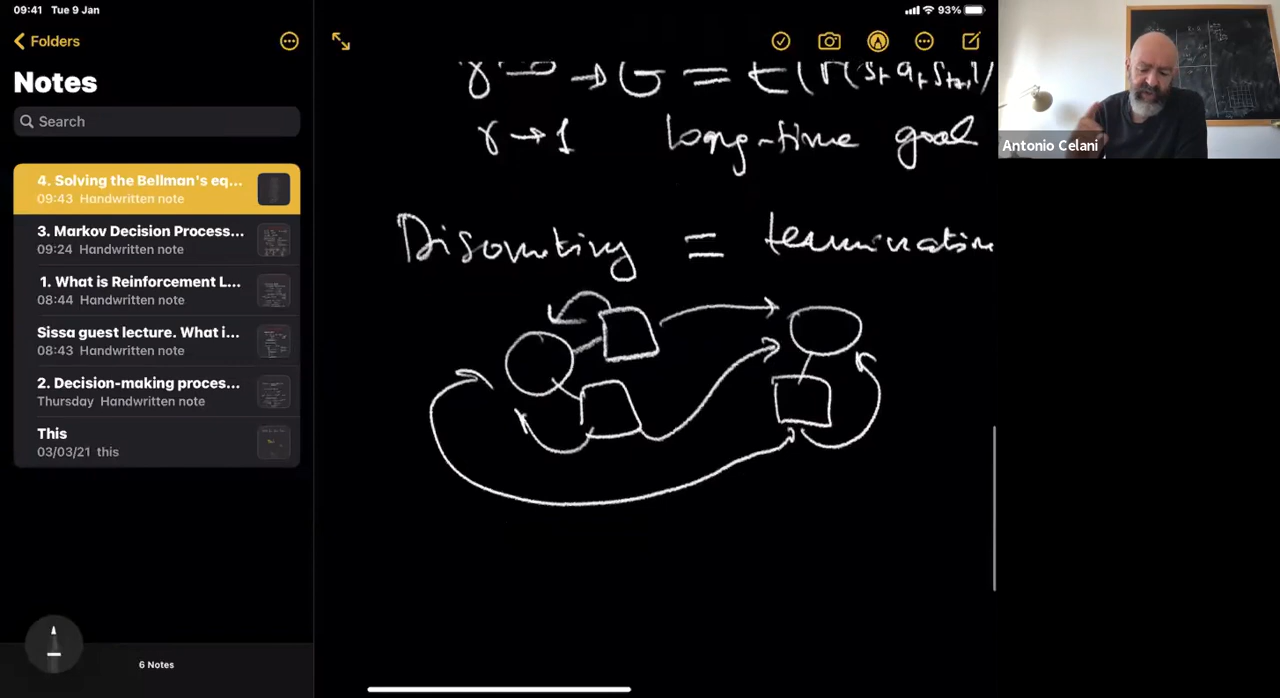 09:41 Tue 9 Jan
93%
Folders
Notes
Search
4. Solving the Bellman's eq...
09:43 Handwritten note
3. Markov Decision Process...
09:24 Handwritten note
1. What is Reinforcement L...
08:44 Handwritten note
Sissa guest lecture. What i...
08:43 Handwritten note
2. Decision-making proces...
Thursday Handwritten note
This
03/03/21 this
6 Notes
γ → 1 long-time goal
Discounting = termination
Antonio Celani